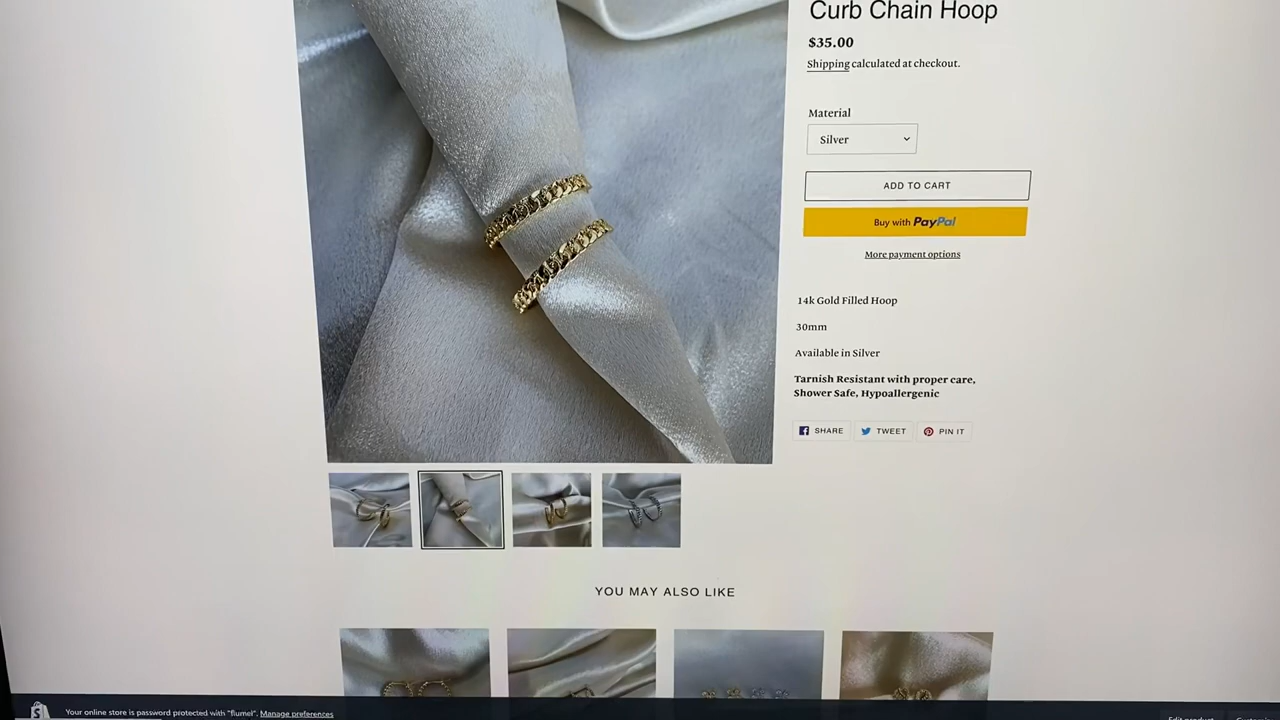 Curb Chain Hoop
$35.00
Shipping calculated at checkout.
Material
Silver
ADD TO CART
Buy with PayPal
More payment options
14k Gold Filled Hoop
30mm
Available in Silver
Tarnish Resistant with proper care,
Shower Safe, Hypoallergenic
SHARE TWEET PIN IT
YOU MAY ALSO LIKE
Your online store is password protected with "flumel". Manage preferences
Edit product